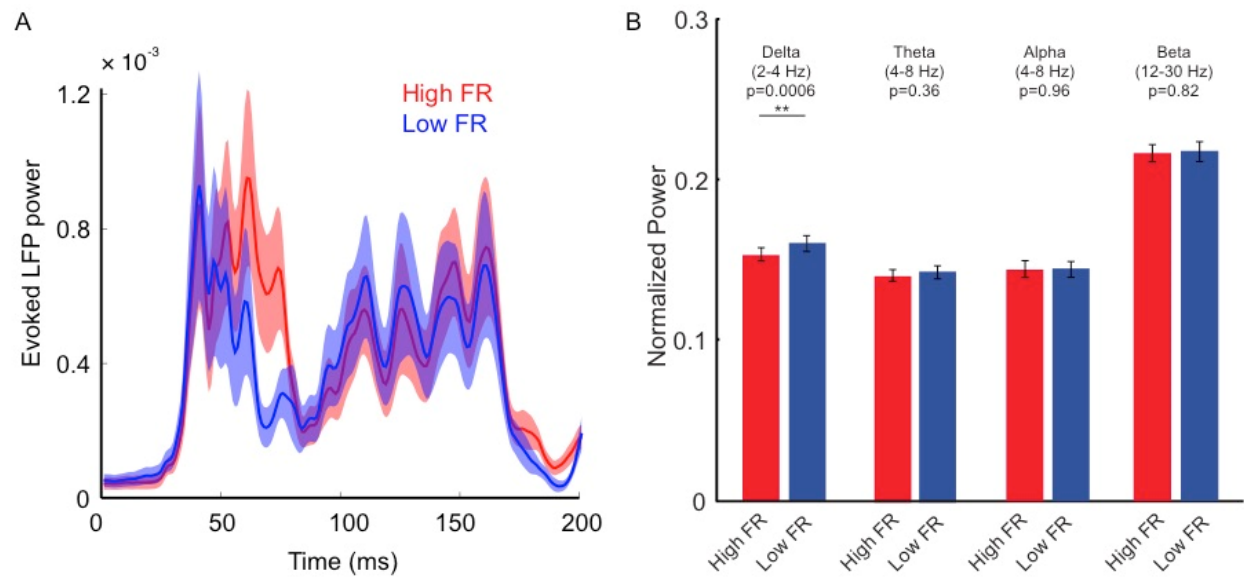 A
× 10⁻³
1.2
0.8
0.4
0
Evoked LFP power
High FR
Low FR
0
50
100
150
200
Time (ms)
B
0.3
0.2
0.1
0
Normalized Power
Delta
(2-4 Hz)
p=0.0006
**
Theta
(4-8 Hz)
p=0.36
Alpha
(4-8 Hz)
p=0.96
Beta
(12-30 Hz)
p=0.82
High FR
Low FR
High FR
Low FR
High FR
Low FR
High FR
Low FR